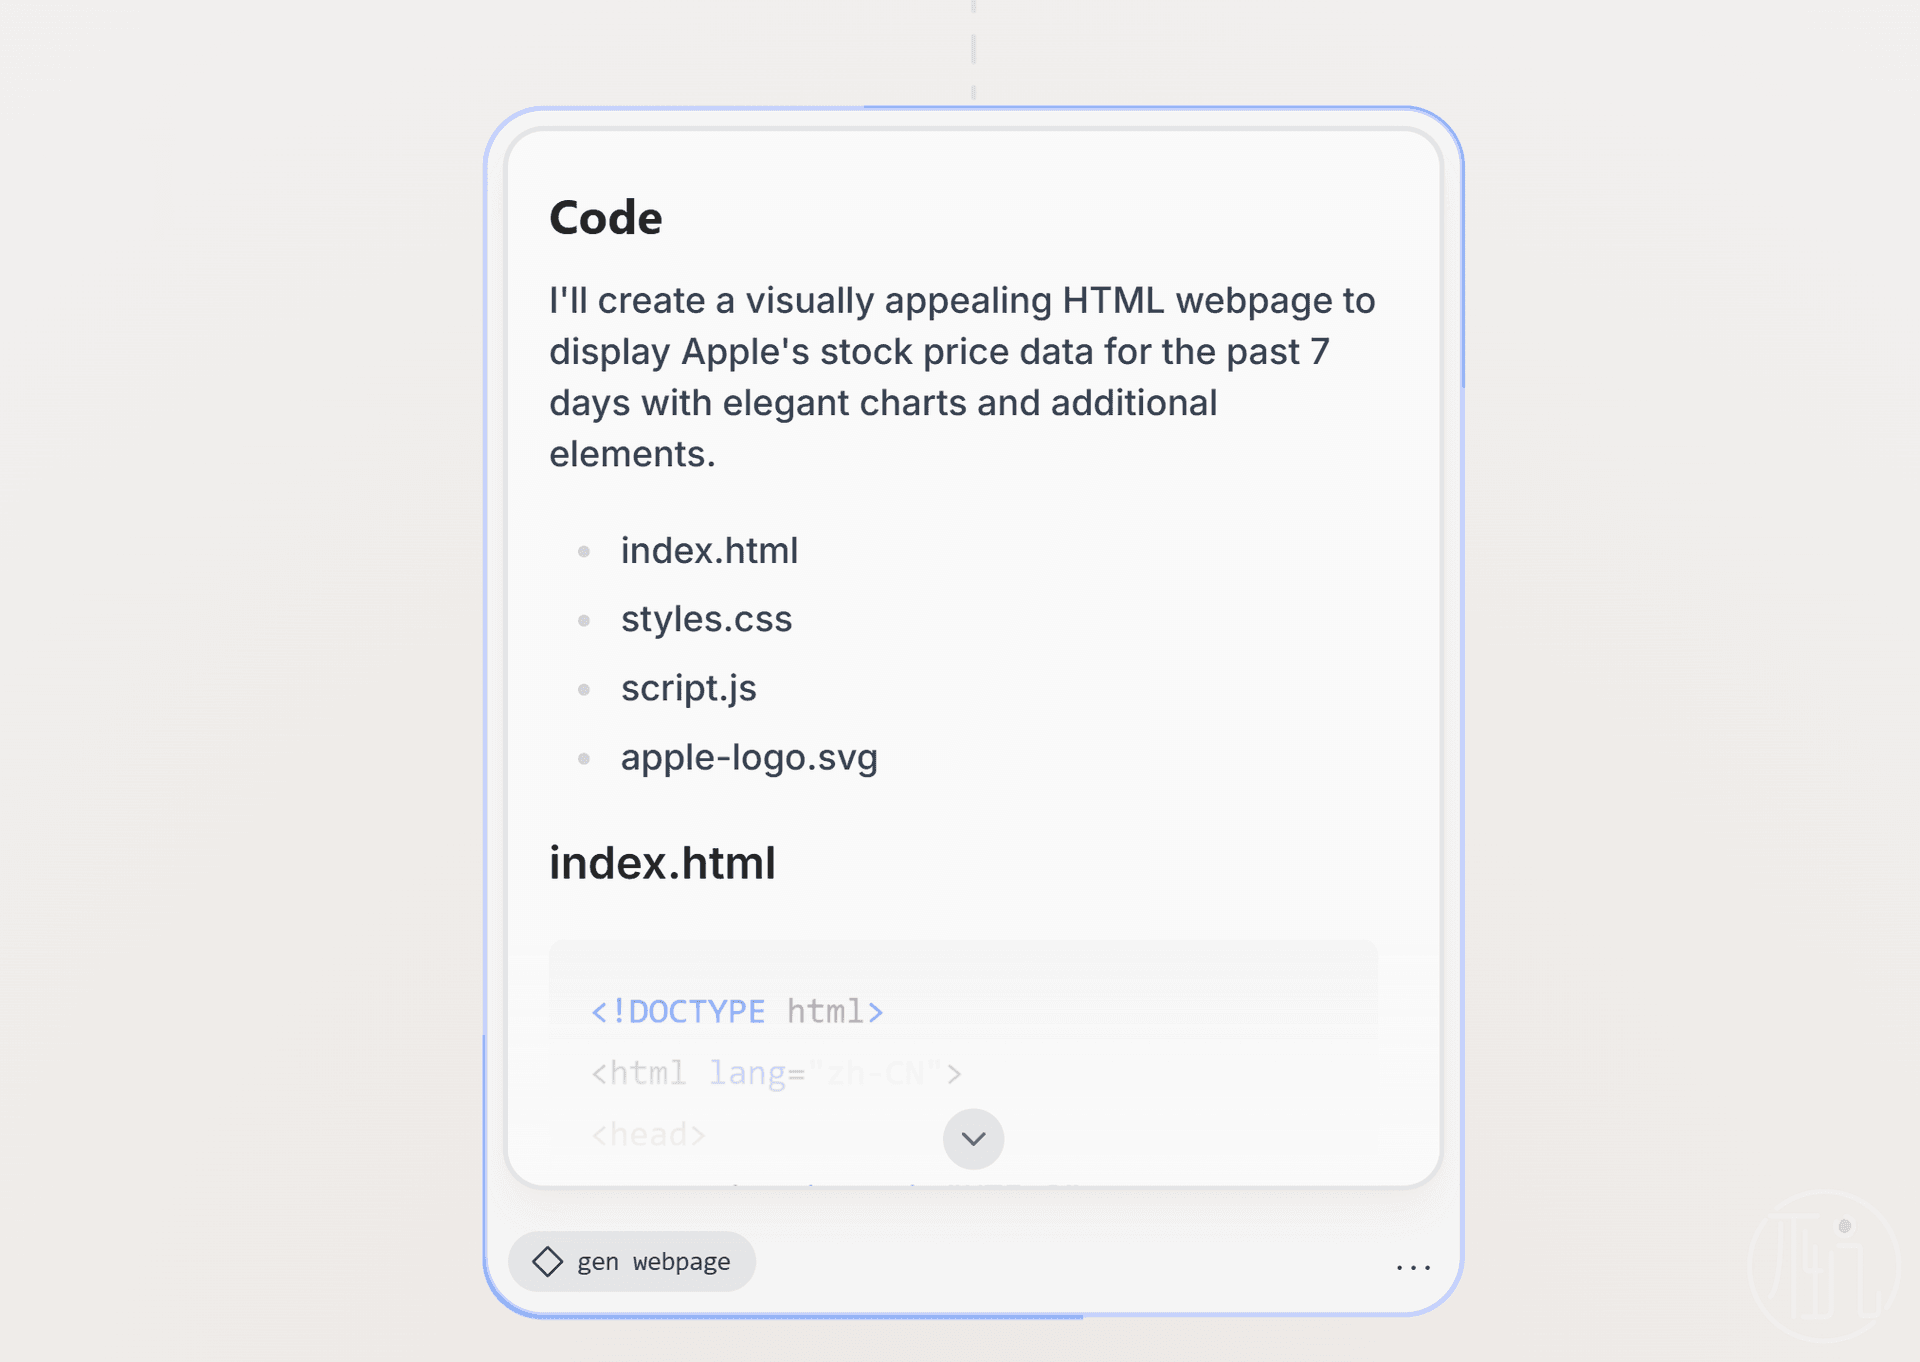 Code
I'll create a visually appealing HTML webpage to
display Apple's stock price data for the past 7
days with elegant charts and additional
elements.
index.html
styles.css
script.js
apple-logo.svg
index.html
<!DOCTYPE html>
<html lang="zh-CN">
<head>
gen webpage
...